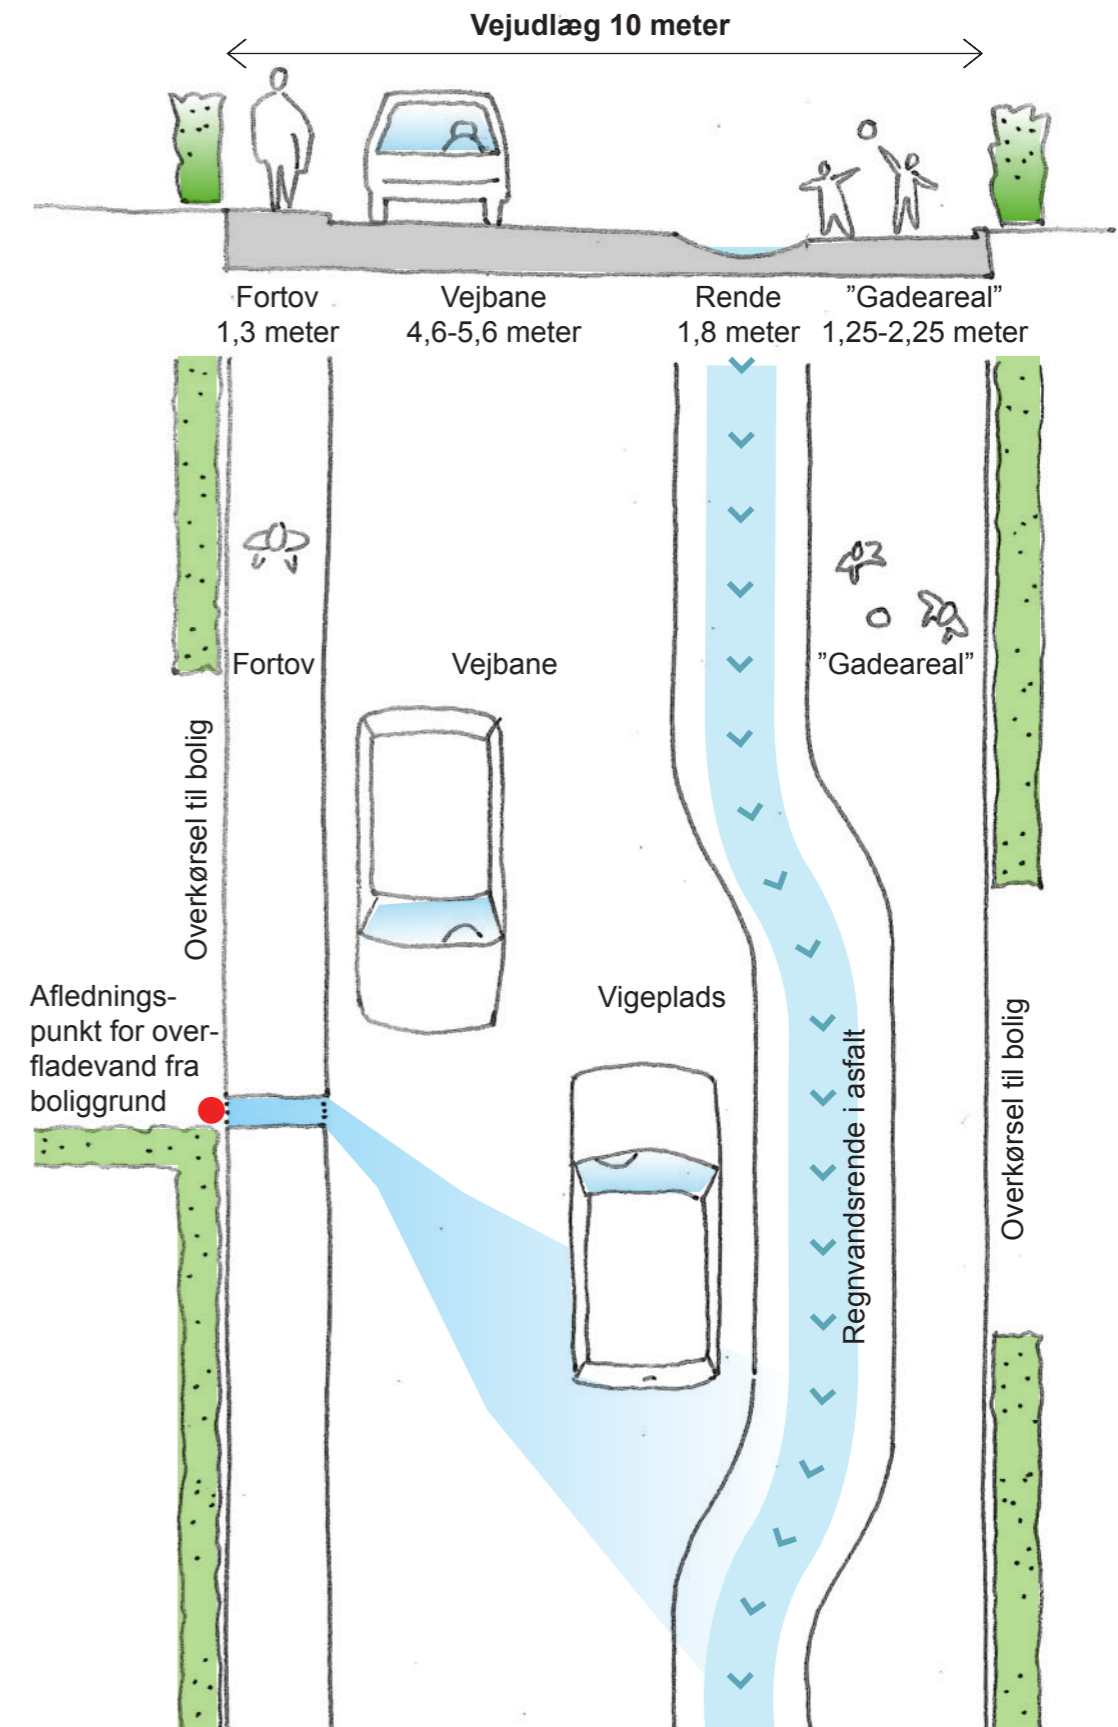 Vejudlæg 10 meter
Fortov
1,3 meter
Vejbane
4,6-5,6 meter
Rende
1,8 meter
”Gadeareal”
1,25-2,25 meter
Fortov
Vejbane
”Gadeareal”
Overkørsel til bolig
Aflednings-
punkt for over-
fladevand fra
boliggrund
Vigeplads
Regnvandsrende i asfalt
Overkørsel til bolig